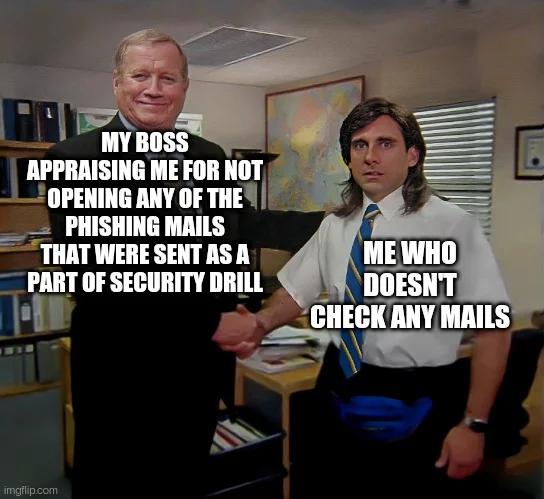 MY BOSS
APPRAISING ME FOR NOT
OPENING ANY OF THE
PHISHING MAILS
THAT WERE SENT AS A
PART OF SECURITY DRILL
ME WHO
DOESN'T
CHECK ANY MAILS
imgflip.com